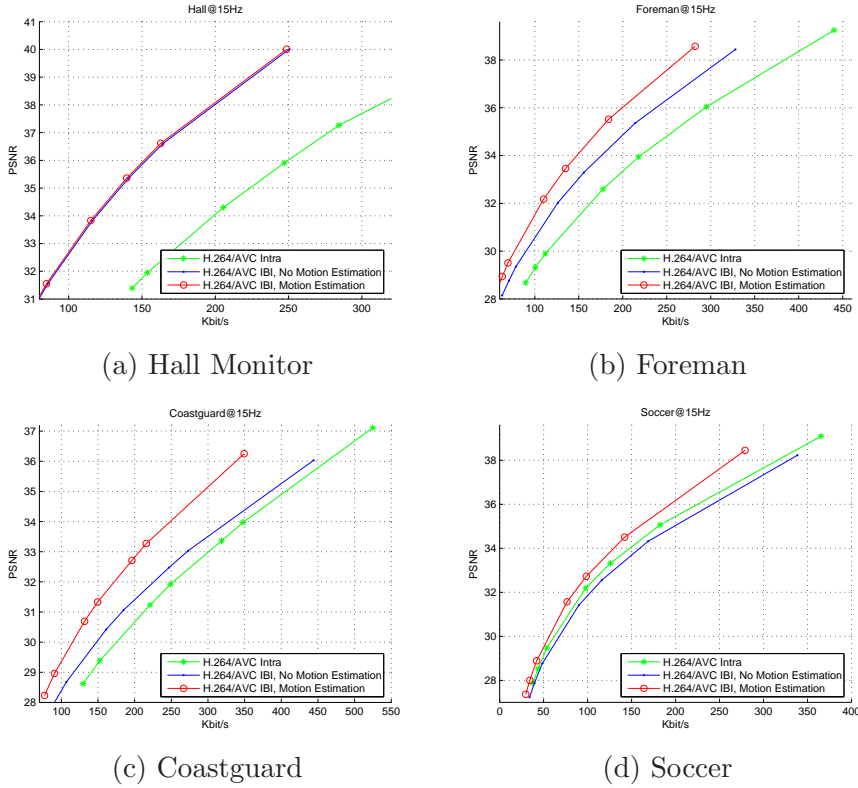 Hall@15Hz
41
40
39
38
37
36
35
34
33
32
31
PSNR
100 150 200 250 300
Kbit/s
H.264/AVC Intra
H.264/AVC IBI, No Motion Estimation
H.264/AVC IBI, Motion Estimation
(a) Hall Monitor
Foreman@15Hz
38
36
34
32
30
28
PSNR
100 150 200 250 300 350 400 450
Kbit/s
H.264/AVC Intra
H.264/AVC IBI, No Motion Estimation
H.264/AVC IBI, Motion Estimation
(b) Foreman
Coastguard@15Hz
37
36
35
34
33
32
31
30
29
28
PSNR
100 150 200 250 300 350 400 450 500 550
Kbit/s
H.264/AVC Intra
H.264/AVC IBI, No Motion Estimation
H.264/AVC IBI, Motion Estimation
(c) Coastguard
Soccer@15Hz
38
36
34
32
30
28
PSNR
0 50 100 150 200 250 300 350 400
Kbit/s
H.264/AVC Intra
H.264/AVC IBI, No Motion Estimation
H.264/AVC IBI, Motion Estimation
(d) Soccer